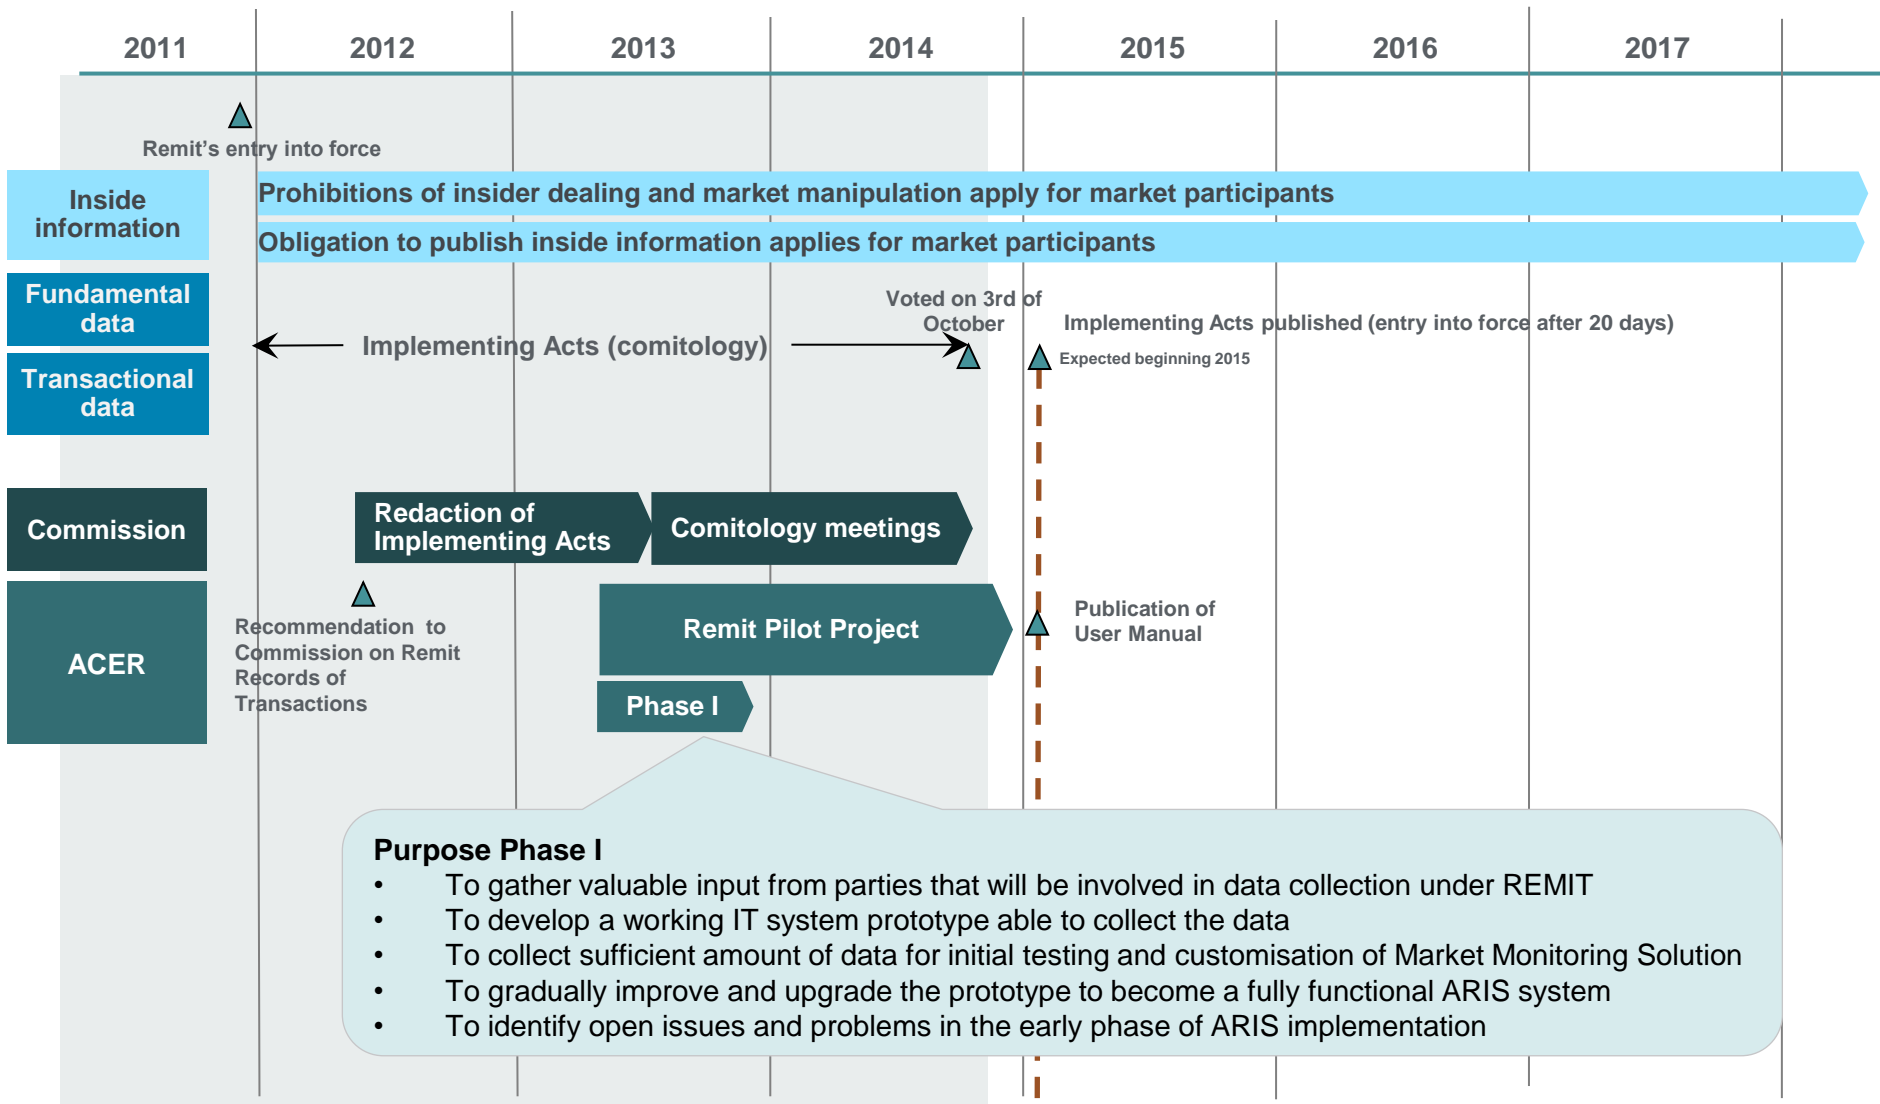 2011 2012 2013 2014 2015 2016 2017
Remit's entry into force
Inside
information
Prohibitions of insider dealing and market manipulation apply for market participants
Obligation to publish inside information applies for market participants
Fundamental
data
Transactional
data
Implementing Acts (comitology)
Voted on 3rd of
October
Implementing Acts published (entry into force after 20 days)
Expected beginning 2015
Commission
Redaction of
Implementing Acts
Comitology meetings
ACER
Recommendation to
Commission on Remit
Records of
Transactions
Remit Pilot Project
Publication of
User Manual
Phase I
Purpose Phase I
• To gather valuable input from parties that will be involved in data collection under REMIT
• To develop a working IT system prototype able to collect the data
• To collect sufficient amount of data for initial testing and customisation of Market Monitoring Solution
• To gradually improve and upgrade the prototype to become a fully functional ARIS system
• To identify open issues and problems in the early phase of ARIS implementation